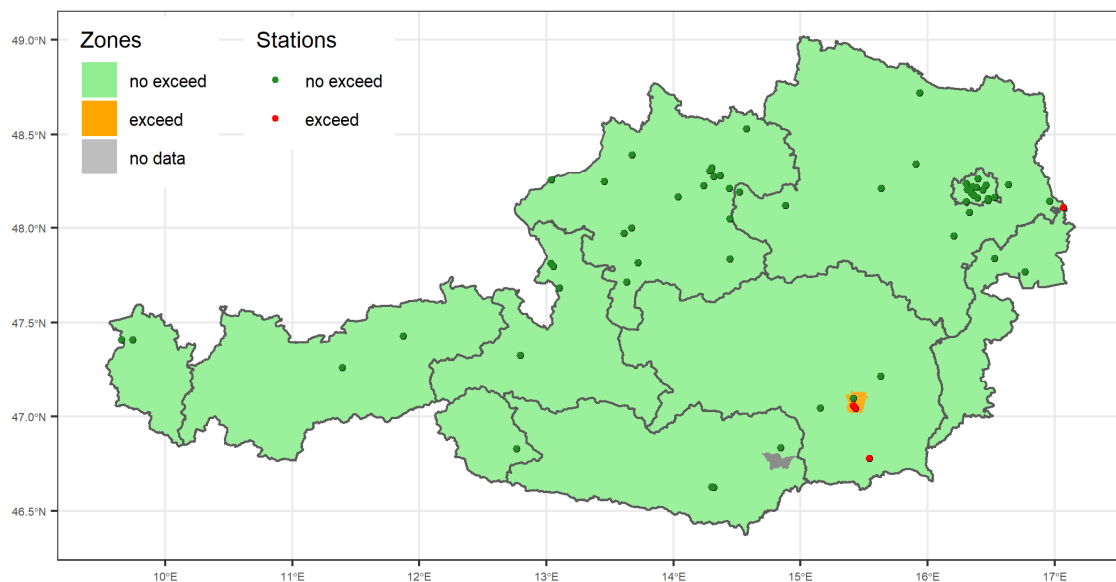 49.0°N
48.5°N
48.0°N
47.5°N
47.0°N
46.5°N
Zones
no exceed
exceed
no data
Stations
no exceed
exceed
10°E
11°E
12°E
13°E
14°E
15°E
16°E
17°E